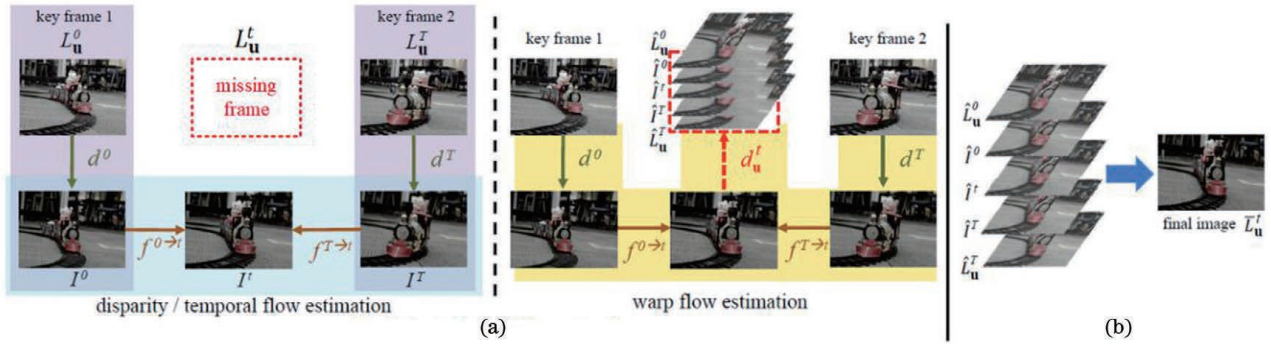 key frame 1
L_u^0
L_u^t
key frame 2
L_u^T
missing
frame
d^0
d^T
f^{0→t}
f^{T→t}
I^0
I^t
I^T
disparity / temporal flow estimation
key frame 1
L̂_u^0
Î^0
Î^t
Î^T
L̂_u^T
key frame 2
d^0
d_u^t
d^T
f^{0→t}
f^{T→t}
warp flow estimation
(a)
L̂_u^0
Î^0
Î^t
Î^T
L̂_u^T
final image L̄_u^t
(b)